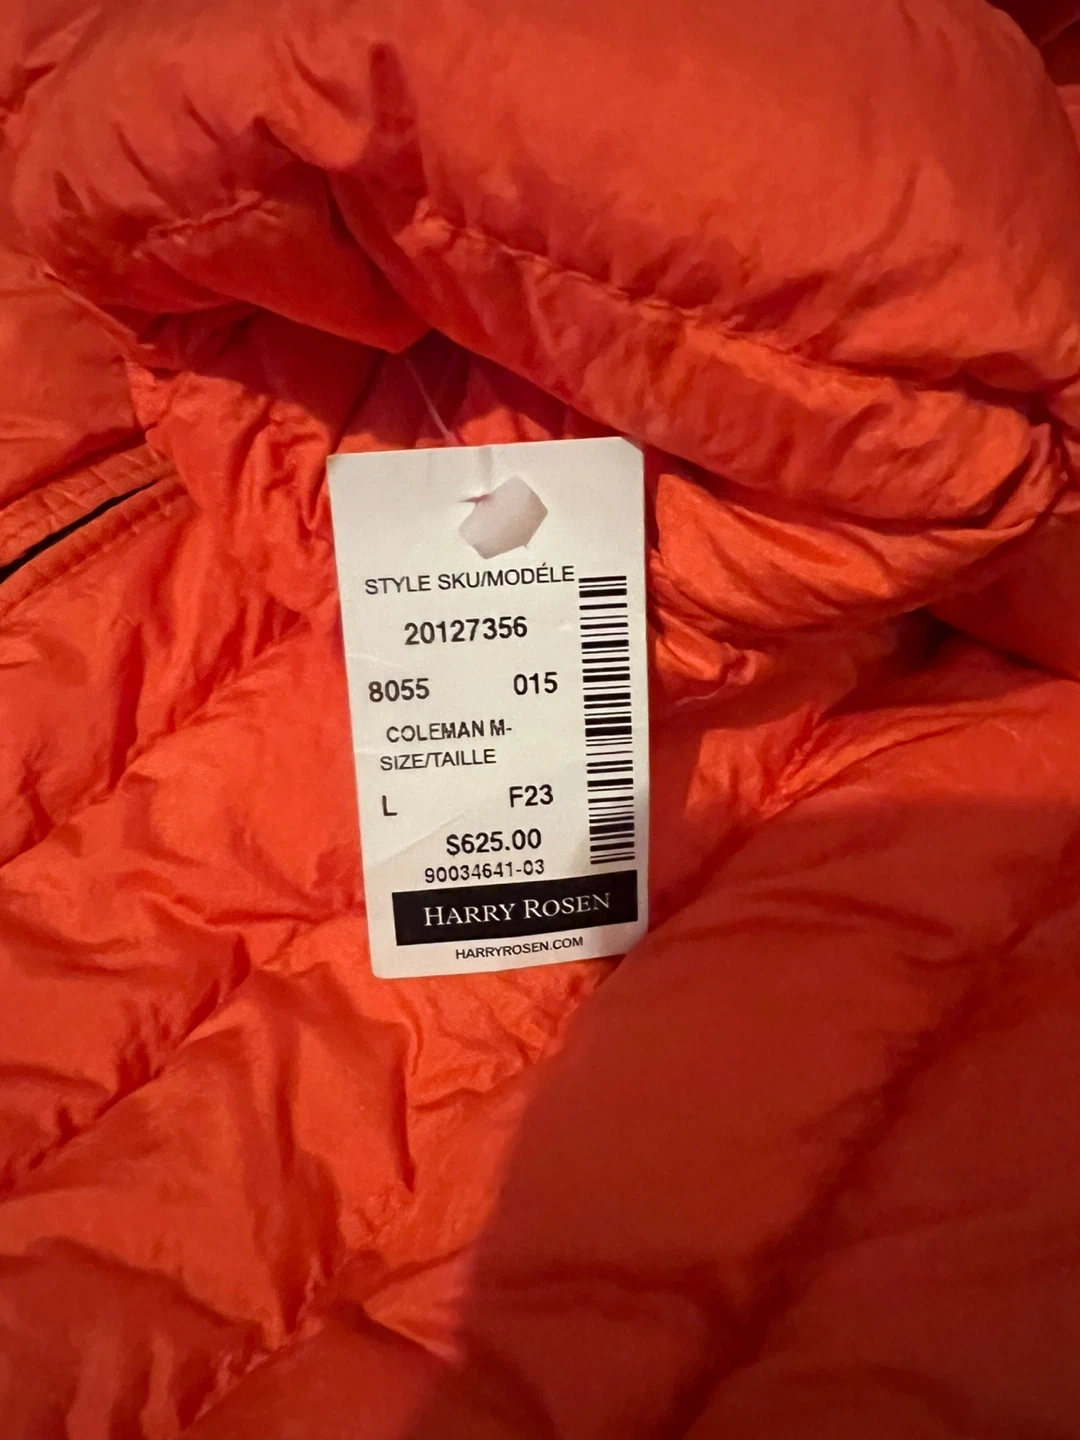 STYLE SKU/MODÉLE
20127356
8055 015
COLEMAN M-
SIZE/TAILLE
L F23
$625.00
90034641-03
HARRY ROSEN
HARRYROSEN.COM